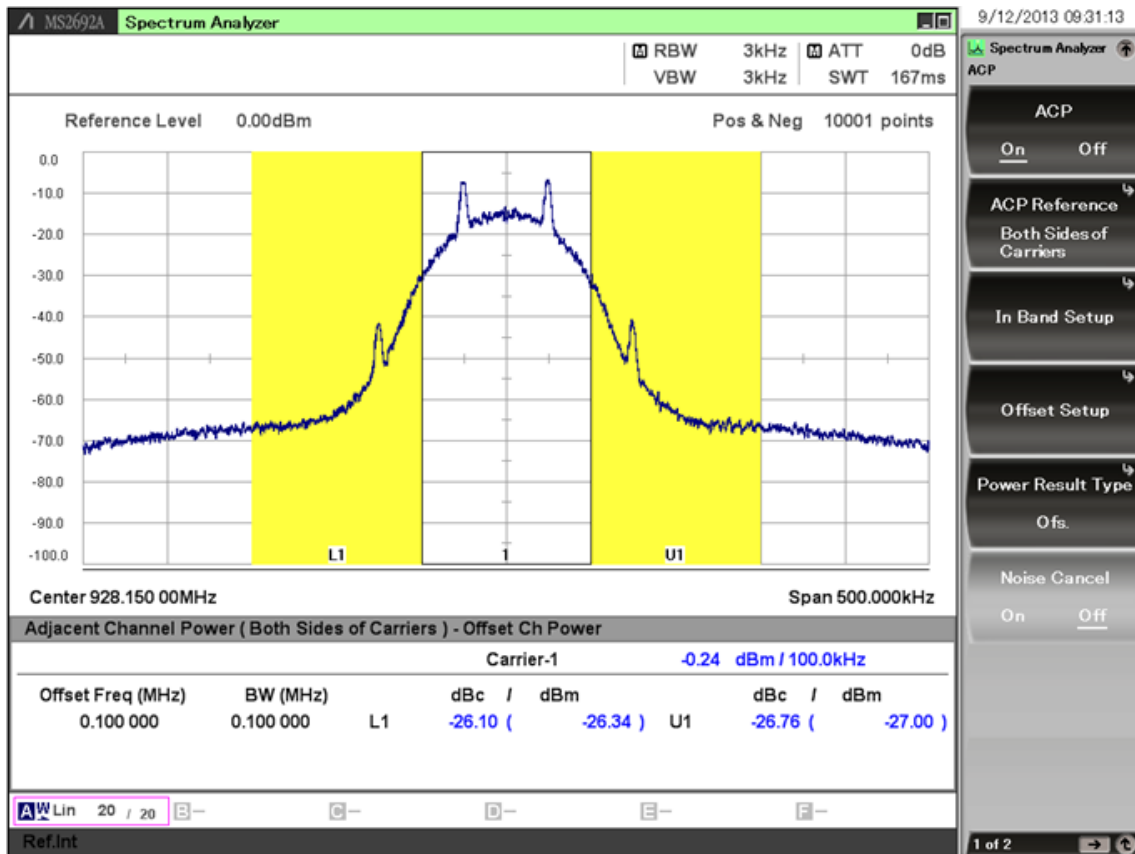 MS2692A Spectrum Analyzer
9/12/2013 09:31:13
RBW 3kHz ATT 0dB
VBW 3kHz SWT 167ms
Reference Level 0.00dBm Pos & Neg 10001 points
0.0
-10.0
-20.0
-30.0
-40.0
-50.0
-60.0
-70.0
-80.0
-90.0
-100.0
L1 1 U1
Center 928.150 00MHz Span 500.000kHz
Adjacent Channel Power ( Both Sides of Carriers ) - Offset Ch Power
Carrier-1 -0.24 dBm / 100.0kHz
Offset Freq (MHz) BW (MHz) dBc / dBm dBc / dBm
0.100 000 0.100 000 L1 -26.10 ( -26.34 ) U1 -26.76 ( -27.00 )
A W Lin 20 / 20 B- C- D- E- F-
Ref.Int
Spectrum Analyzer
ACP
ACP
On Off
ACP Reference
Both Sides of
Carriers
In Band Setup
Offset Setup
Power Result Type
Ofs.
Noise Cancel
On Off
1 of 2